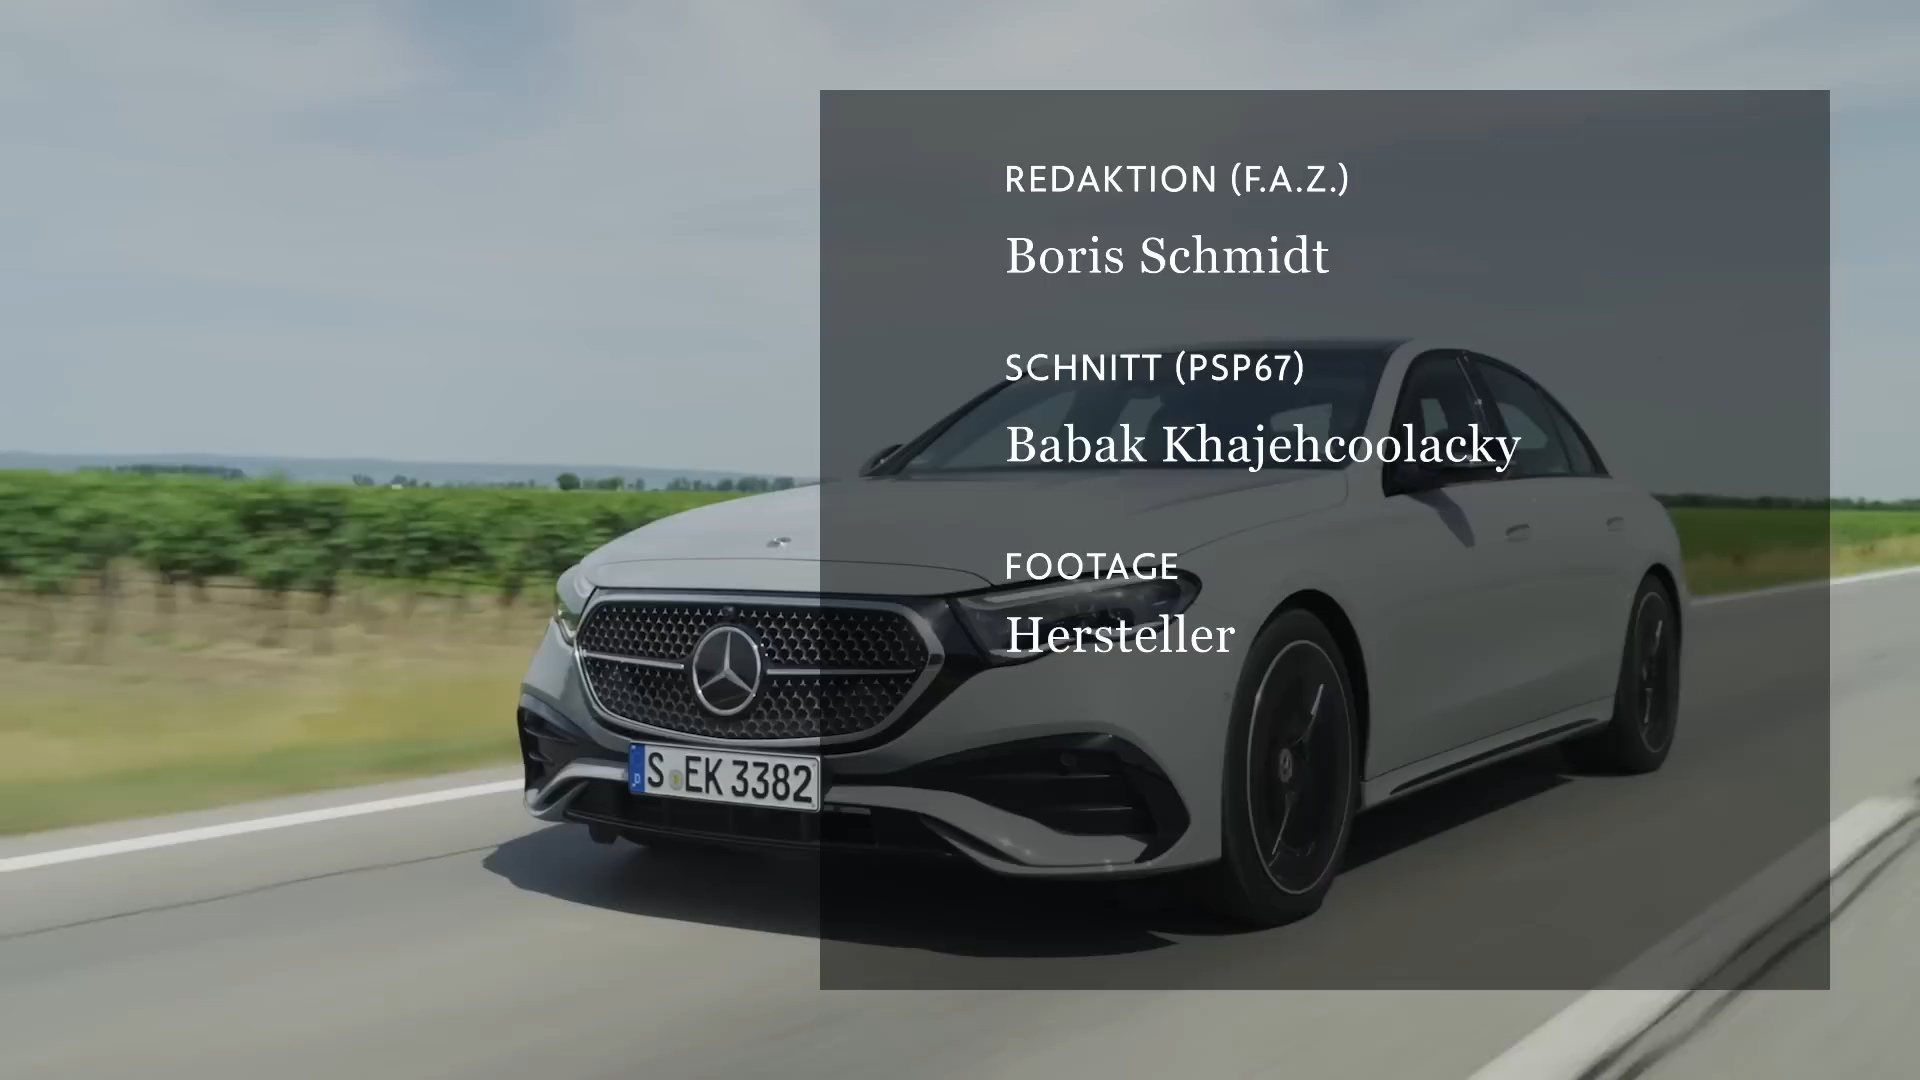 REDAKTION (F.A.Z.)
Boris Schmidt
SCHNITT (PSP67)
Babak Khajehcoolacky
FOOTAGE
Hersteller
D
S EK 3382